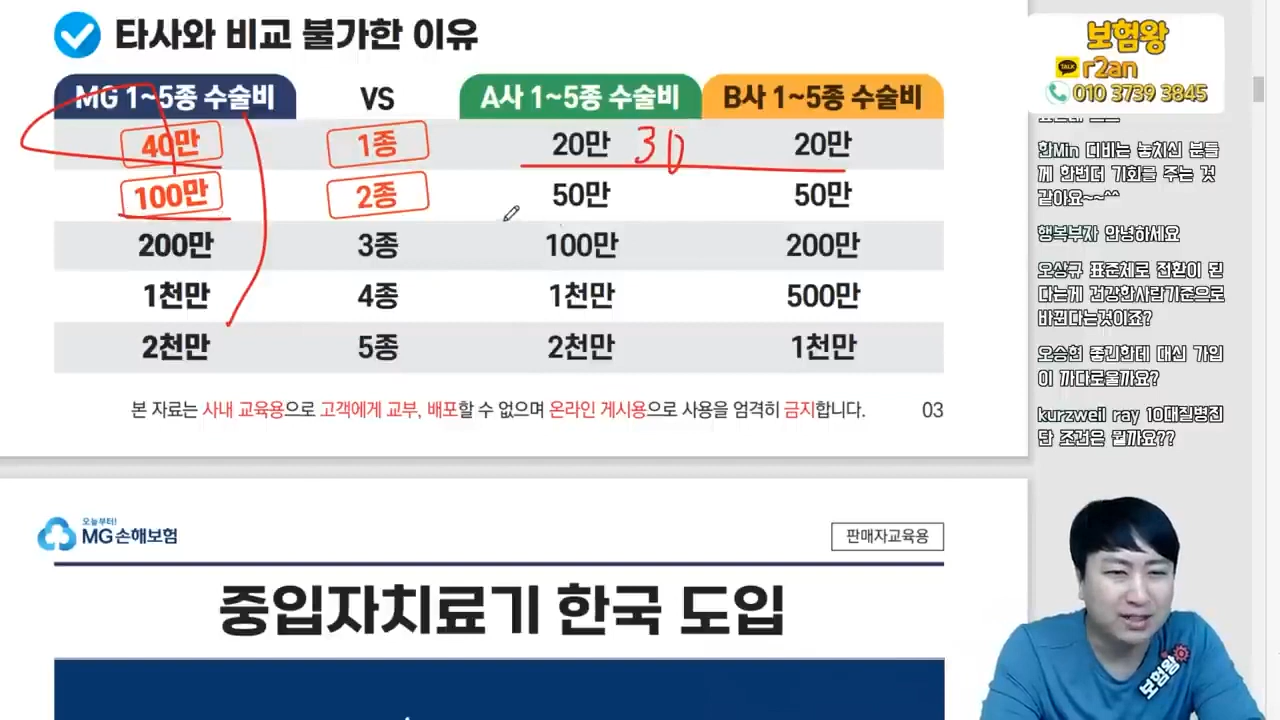 타사와 비교 불가한 이유
MG 1~5종 수술비 VS A사 1~5종 수술비 B사 1~5종 수술비
40만 1종 20만 30 20만
100만 2종 50만 50만
200만 3종 100만 200만
1천만 4종 1천만 500만
2천만 5종 2천만 1천만
본 자료는 사내 교육용으로 고객에게 교부, 배포할 수 없으며 온라인 게시용으로 사용을 엄격히 금지합니다. 03
오늘부터!
MG손해보험
판매자교육용
중입자치료기 한국 도입
보험왕
TALK r2an
010 3739 3845
한Min 디비는 놓치신 분들
께 한번더 기회를 주는 것
같아요~~^^
행복부자 안녕하세요
오상규 표준체로 전환이 된
다는게 건강한사람기준으로
바뀐다는것이죠?
오승현 좋긴한데 대신 가입
이 까다로울까요?
kurzweil ray 10대질병진
단 조건은 뭘까요??
보험왕